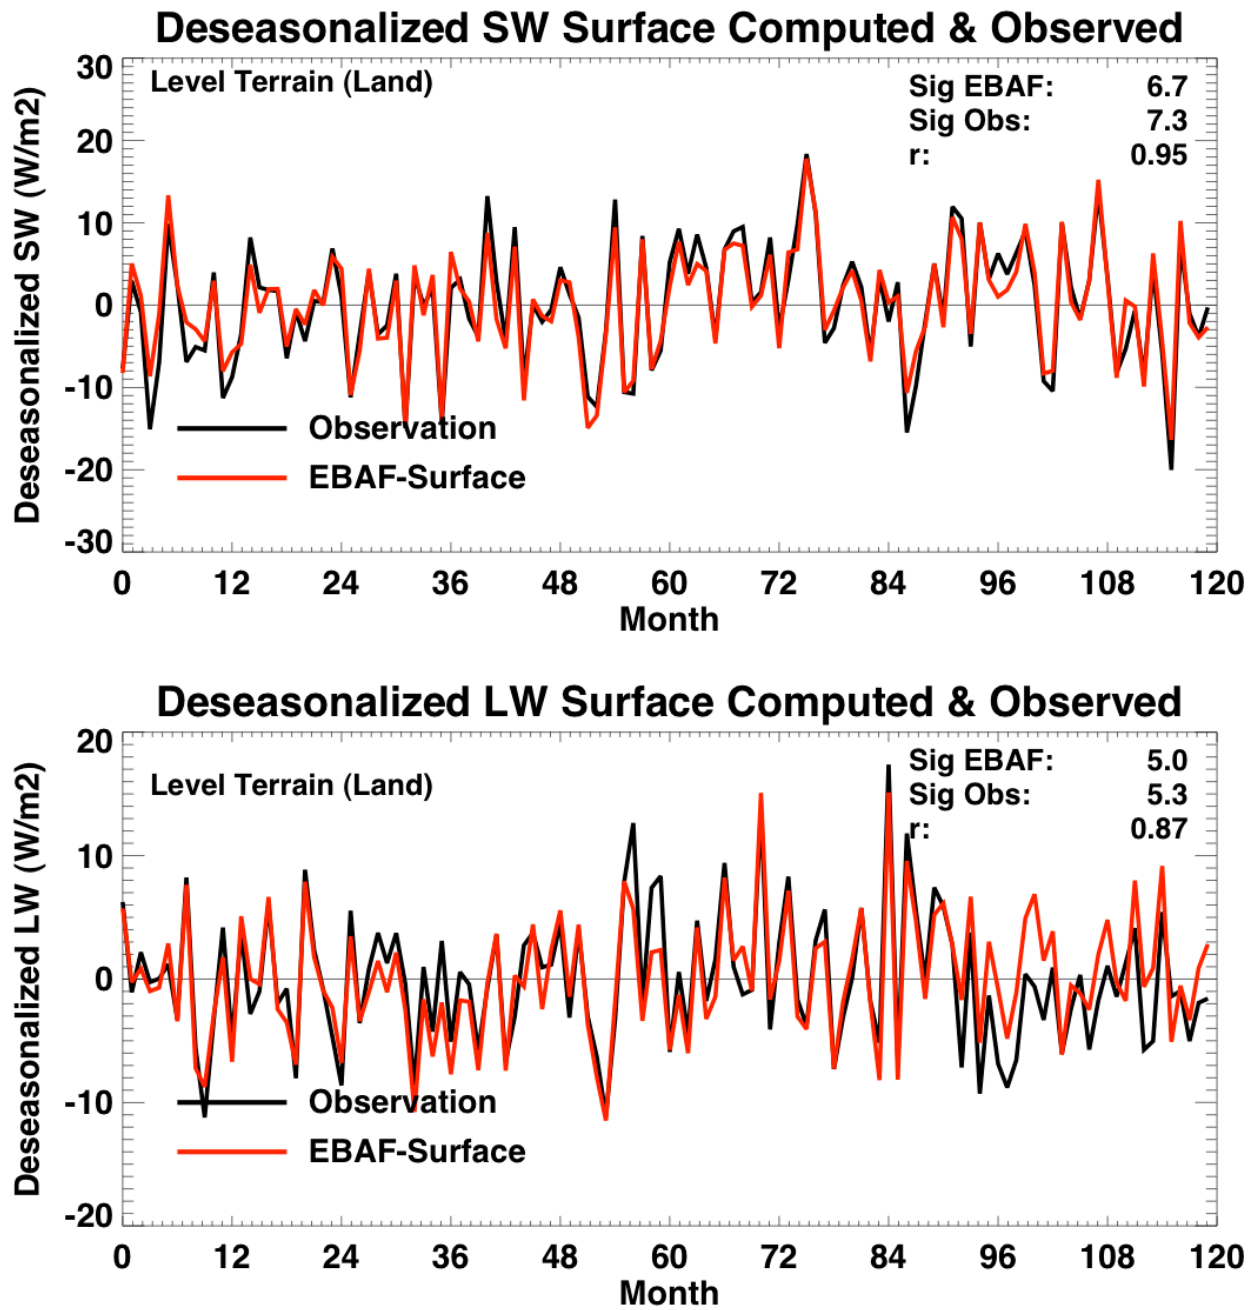 Deseasonalized SW Surface Computed & Observed
Level Terrain (Land)
Sig EBAF: 6.7
Sig Obs: 7.3
r: 0.95
Deseasonalized SW (W/m2)
30
20
10
0
-10
-20
-30
Observation
EBAF-Surface
0 12 24 36 48 60 72 84 96 108 120
Month
Deseasonalized LW Surface Computed & Observed
Level Terrain (Land)
Sig EBAF: 5.0
Sig Obs: 5.3
r: 0.87
Deseasonalized LW (W/m2)
20
10
0
-10
-20
Observation
EBAF-Surface
0 12 24 36 48 60 72 84 96 108 120
Month